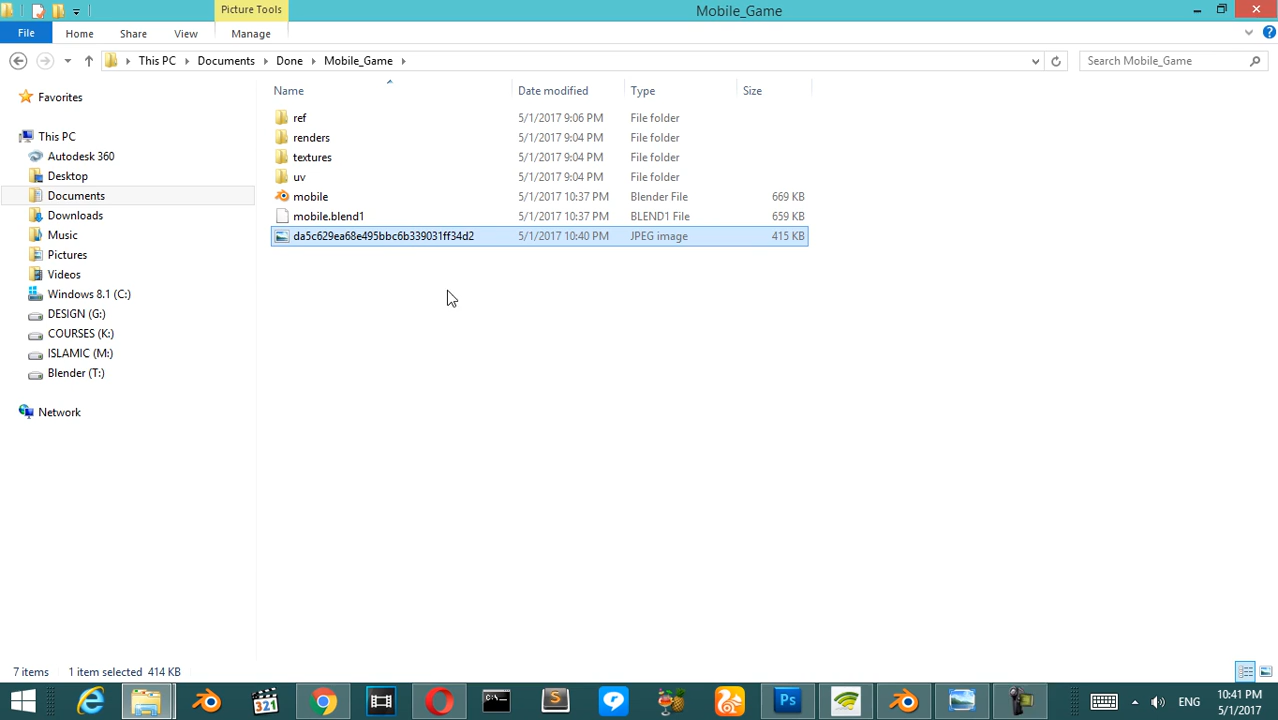 Picture Tools
Mobile_Game
File
Home
Share
View
Manage
This PC
Documents
Done
Mobile_Game
Search Mobile_Game
Name
Date modified
Type
Size
Favorites
This PC
Autodesk 360
Desktop
Documents
Downloads
Music
Pictures
Videos
Windows 8.1 (C:)
DESIGN (G:)
COURSES (K:)
ISLAMIC (M:)
Blender (T:)
Network
ref 5/1/2017 9:06 PM File folder
renders 5/1/2017 9:04 PM File folder
textures 5/1/2017 9:04 PM File folder
uv 5/1/2017 9:04 PM File folder
mobile 5/1/2017 10:37 PM Blender File 669 KB
mobile.blend1 5/1/2017 10:37 PM BLEND1 File 659 KB
da5c629ea68e495bbc6b339031ff34d2 5/1/2017 10:40 PM JPEG image 415 KB
7 items 1 item selected 414 KB
321
C:\
S
Ps
ENG
10:41 PM
5/1/2017